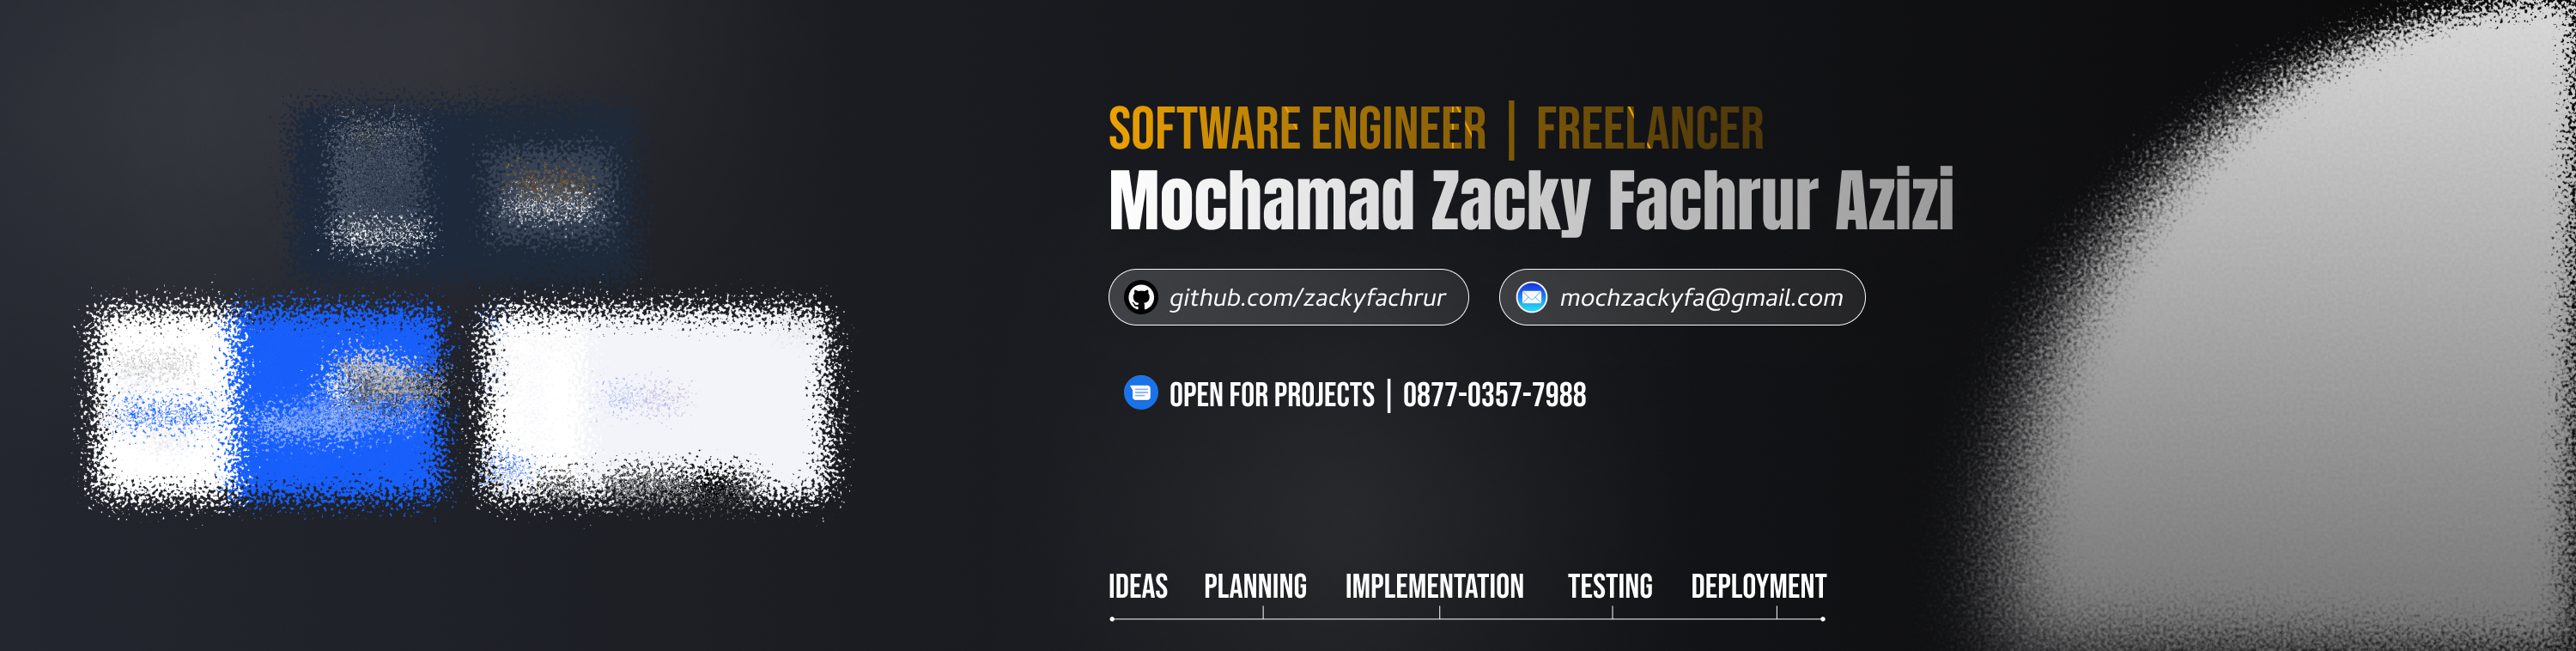 SOFTWARE ENGINEER | FREELANCER
Mochamad Zacky Fachrur Azizi
github.com/zackyfachrur mochzackyfa@gmail.com
OPEN FOR PROJECTS | 0877-0357-7988
IDEAS PLANNING IMPLEMENTATION TESTING DEPLOYMENT